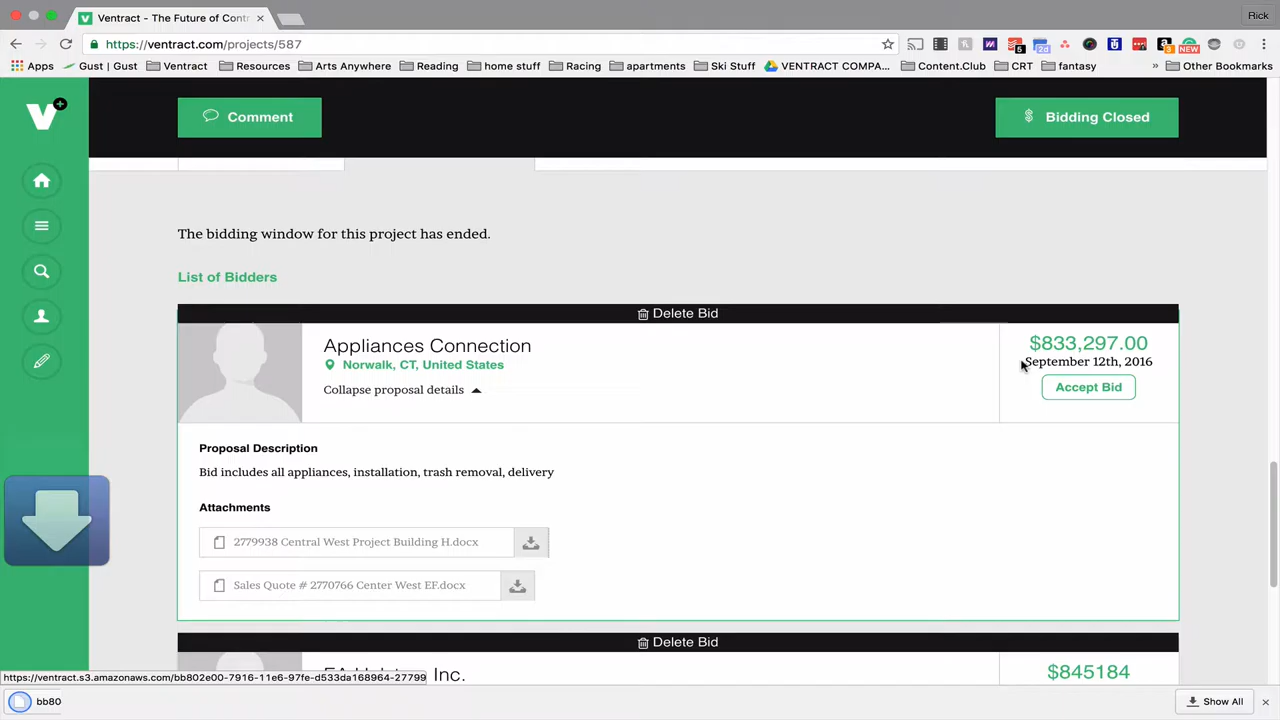 Ventract - The Future of Contr
Rick
https://ventract.com/projects/587
5
2d
3
NEW
Apps
Gust | Gust
Ventract
Resources
Arts Anywhere
Reading
home stuff
Racing
apartments
Ski Stuff
VENTRACT COMPA...
Content.Club
CRT
fantasy
»
Other Bookmarks
Comment
Bidding Closed
The bidding window for this project has ended.
List of Bidders
Delete Bid
Appliances Connection
$833,297.00
Norwalk, CT, United States
September 12th, 2016
Collapse proposal details
Accept Bid
Proposal Description
Bid includes all appliances, installation, trash removal, delivery
Attachments
2779938 Central West Project Building H.docx
Sales Quote # 2770766 Center West EF.docx
Delete Bid
Inc.
$845184
https://ventract.s3.amazonaws.com/bb802e00-7916-11e6-97fe-d533da168964-27799
bb80
Show All